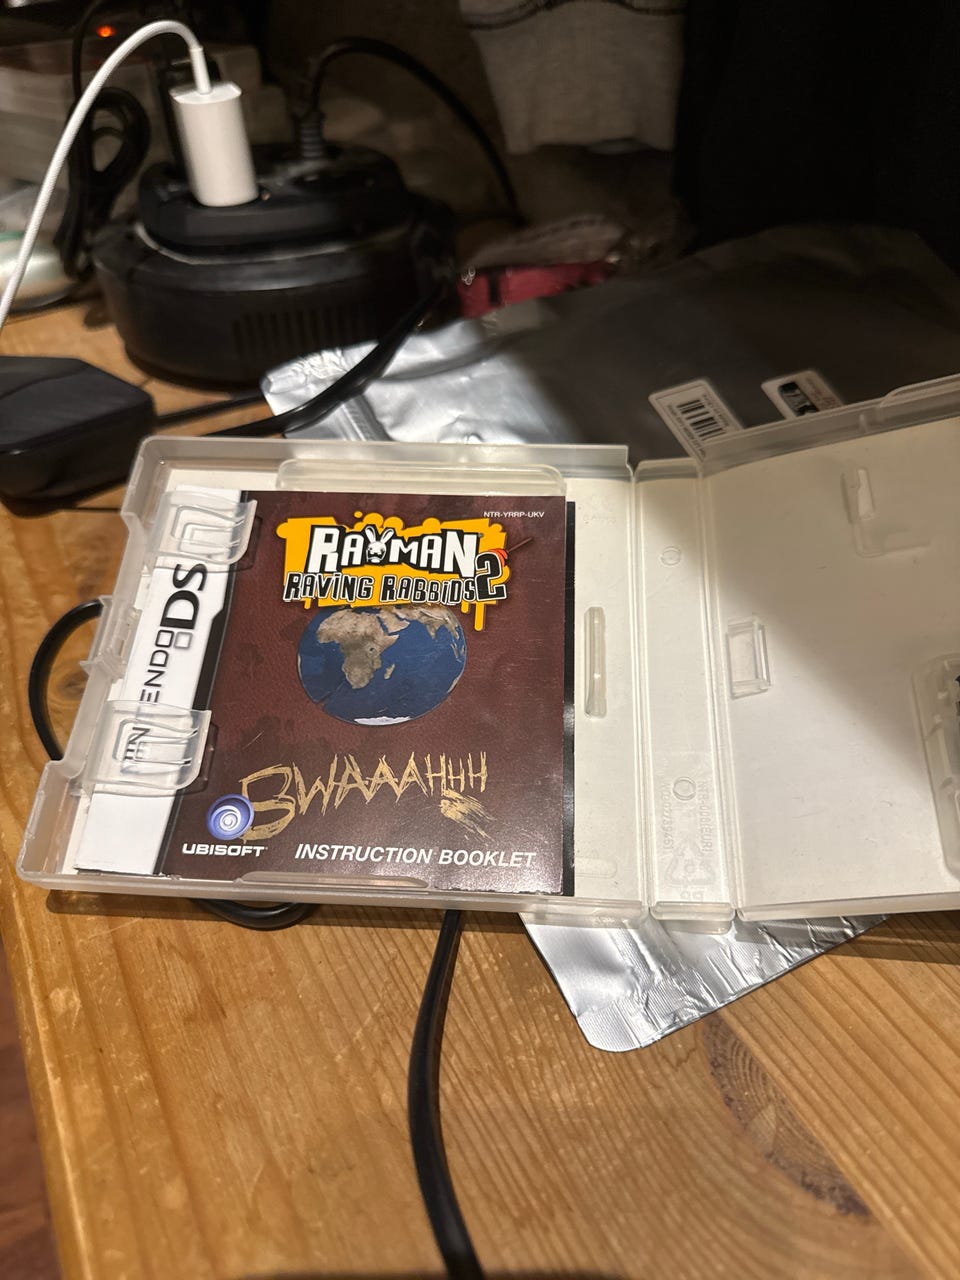 NTR-YRRP-UKV
RAYMAN
RAVING RABBIDS 2
NINTENDO DS
BWAAAHHH
UBISOFT
INSTRUCTION BOOKLET